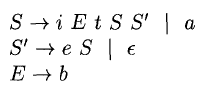 S → i E t S S' | a
S' → e S | ϵ
E → b